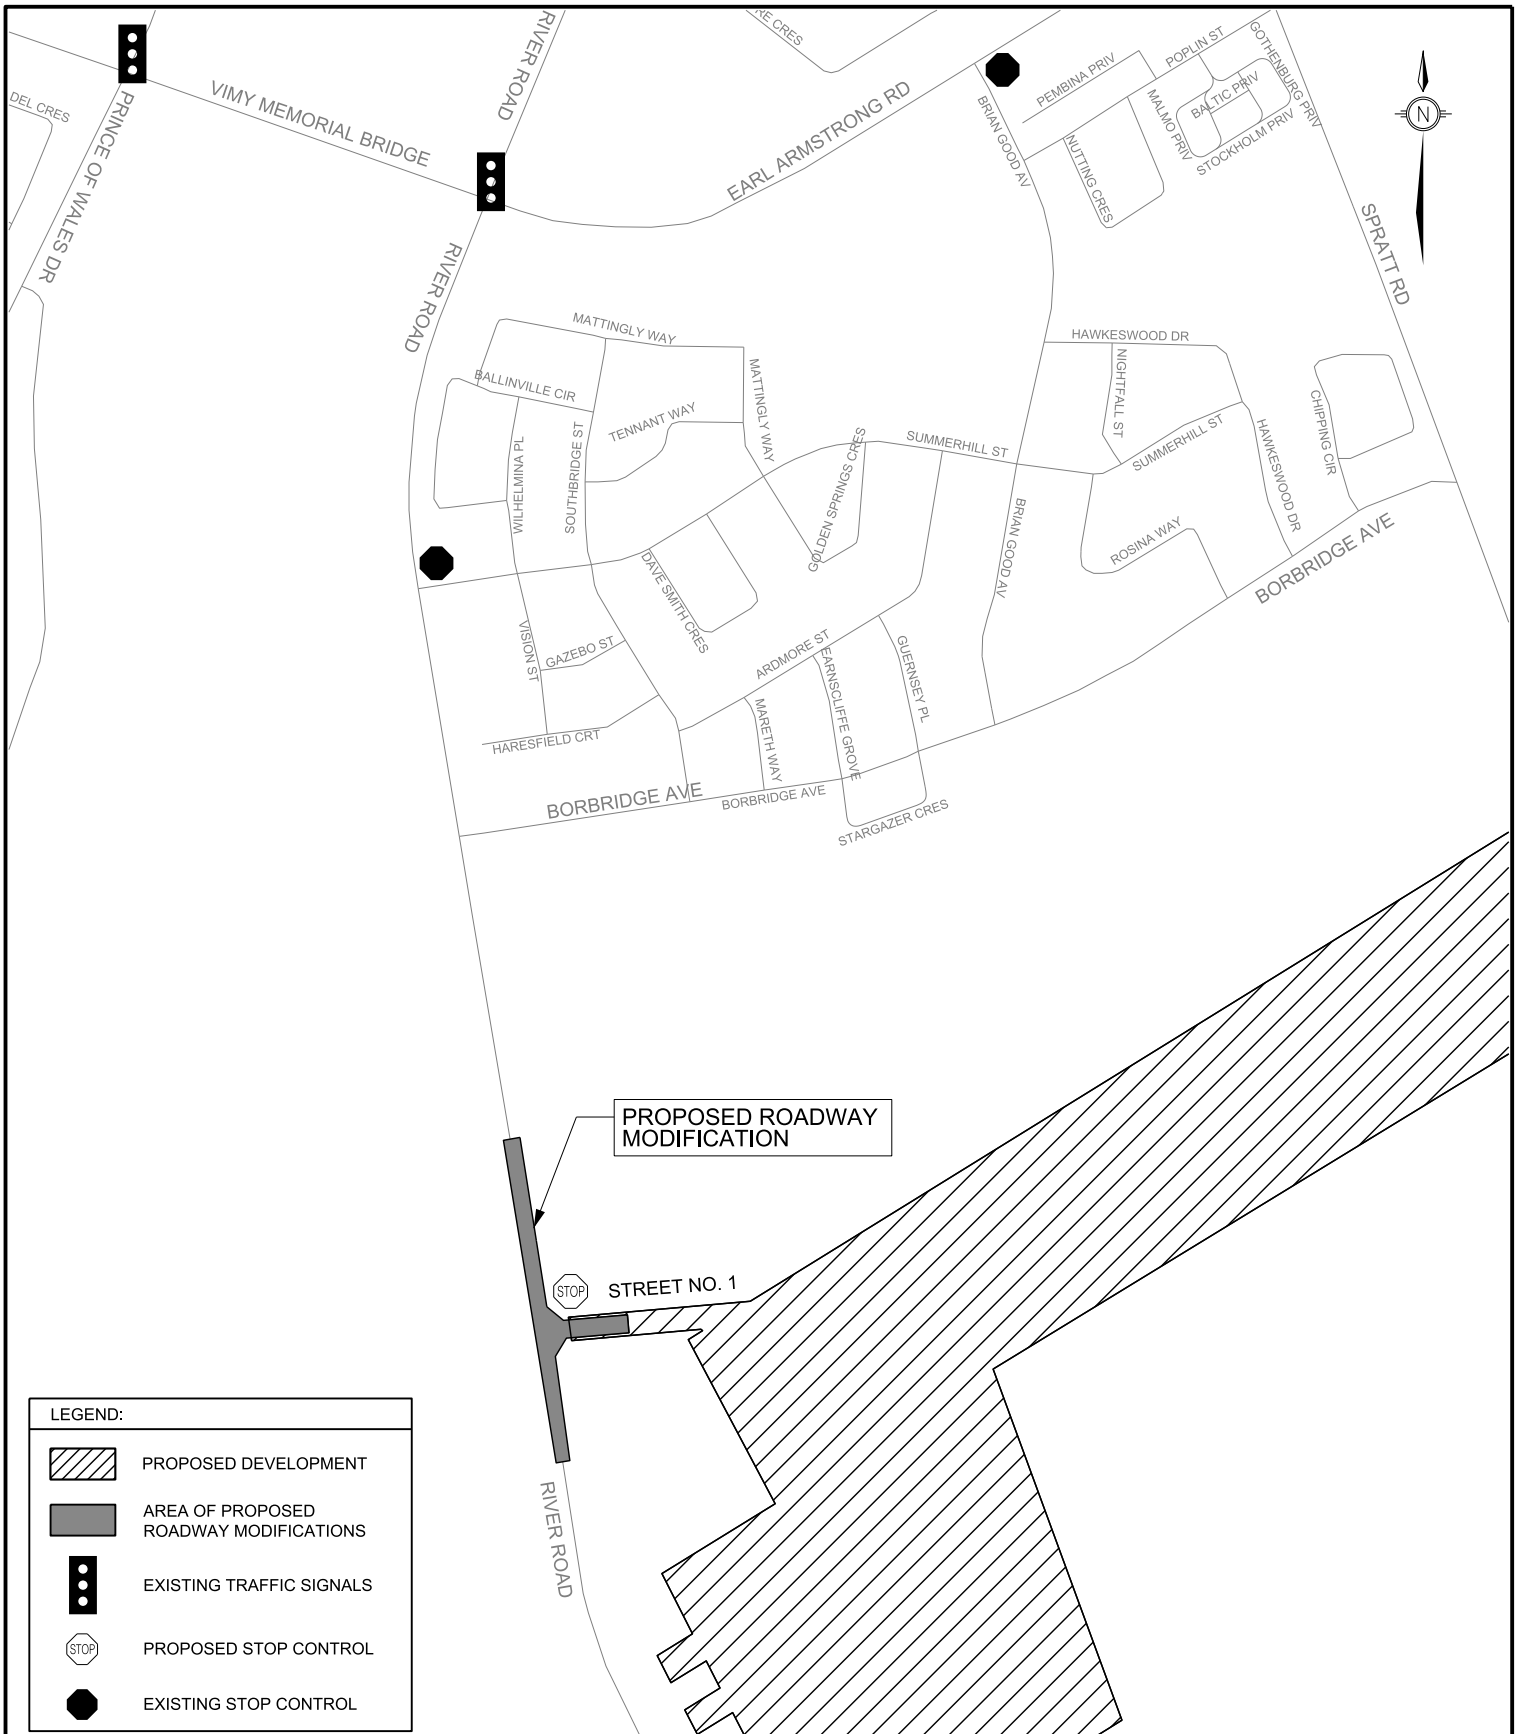 RE CRES
RIVER ROAD
POPLIN ST
GOTHENBURG PRIV
PEMBINA PRIV
BALTIC PRIV
MALMO PRIV
STOCKHOLM PRIV
DEL CRES
PRINCE OF WALES DR
VIMY MEMORIAL BRIDGE
EARL ARMSTRONG RD
BRIAN GOOD AV
NUTTING CRES
N
SPRATT RD
RIVER ROAD
MATTINGLY WAY
HAWKESWOOD DR
BALLINVILLE CIR
MATTINGLY WAY
NIGHTFALL ST
CHIPPING CIR
TENNANT WAY
SUMMERHILL ST
SUMMERHILL ST
WILHELMINA PL
SOUTHBRIDGE ST
GOLDEN SPRINGS CRES
HAWKESWOOD DR
BRIAN GOOD AV
ROSINA WAY
BORBRIDGE AVE
DAVE SMITH CRES
VISION ST
GAZEBO ST
ARDMORE ST
EARNSCLIFFE GROVE
GUERNSEY PL
MARETH WAY
HARESFIELD CRT
BORBRIDGE AVE
BORBRIDGE AVE
STARGAZER CRES
PROPOSED ROADWAY
MODIFICATION
STOP
STREET NO. 1
RIVER ROAD
LEGEND:
PROPOSED DEVELOPMENT
AREA OF PROPOSED
ROADWAY MODIFICATIONS
EXISTING TRAFFIC SIGNALS
STOP
PROPOSED STOP CONTROL
EXISTING STOP CONTROL